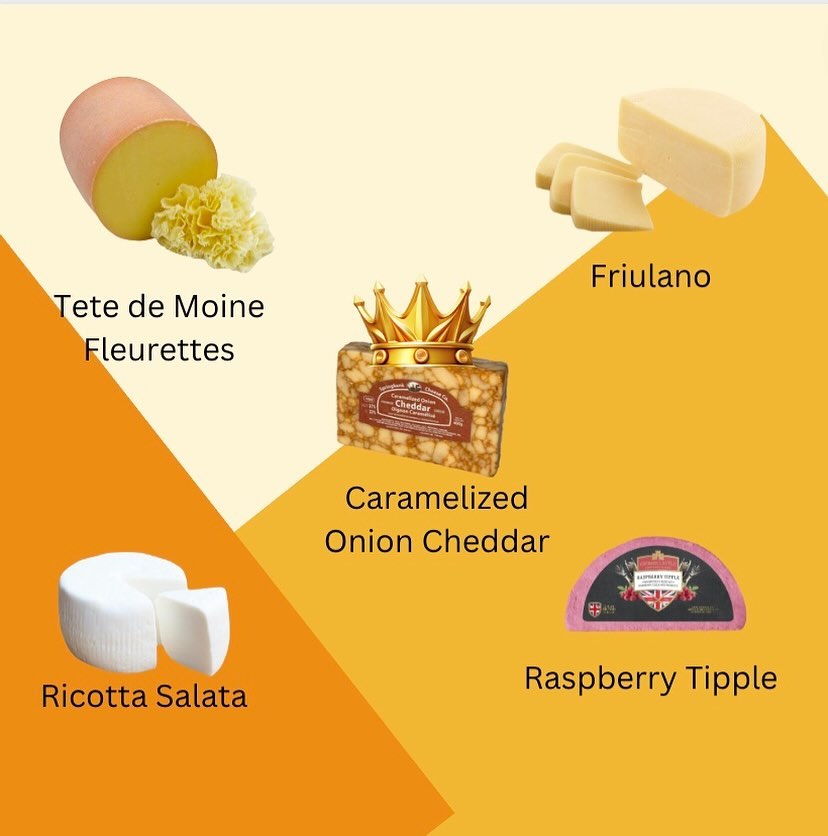 Tete de Moine
Fleurettes
Friulano
Springbank Cheese Co.
Caramelized Onion
Cheddar
Oignon Caramélisé
Caramelized
Onion Cheddar
Ricotta Salata
RASPBERRY TIPPLE
Raspberry Tipple